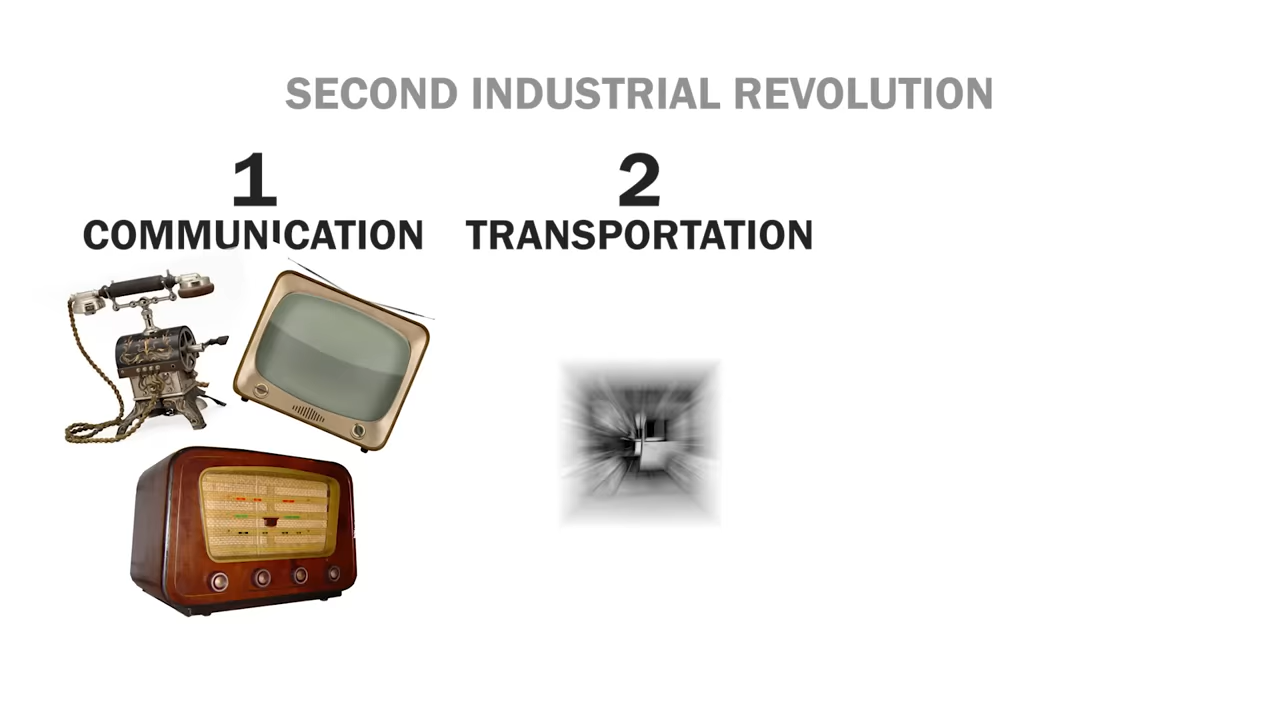 SECOND INDUSTRIAL REVOLUTION
1
COMMUNICATION
2
TRANSPORTATION